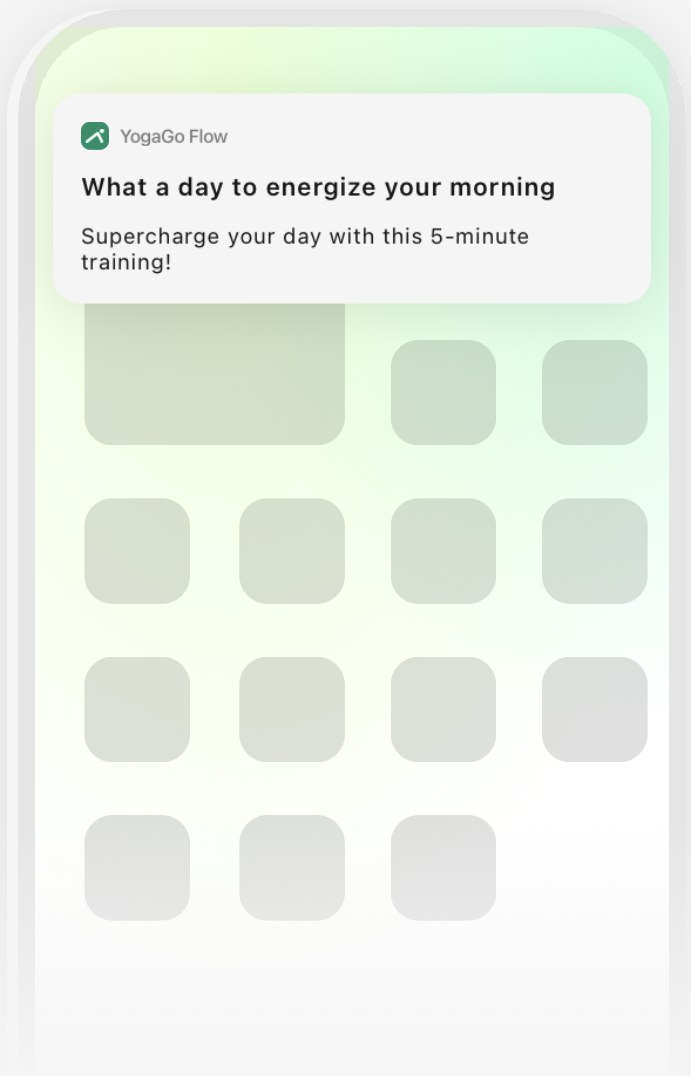 YogaGo Flow
What a day to energize your morning
Supercharge your day with this 5-minute
training!